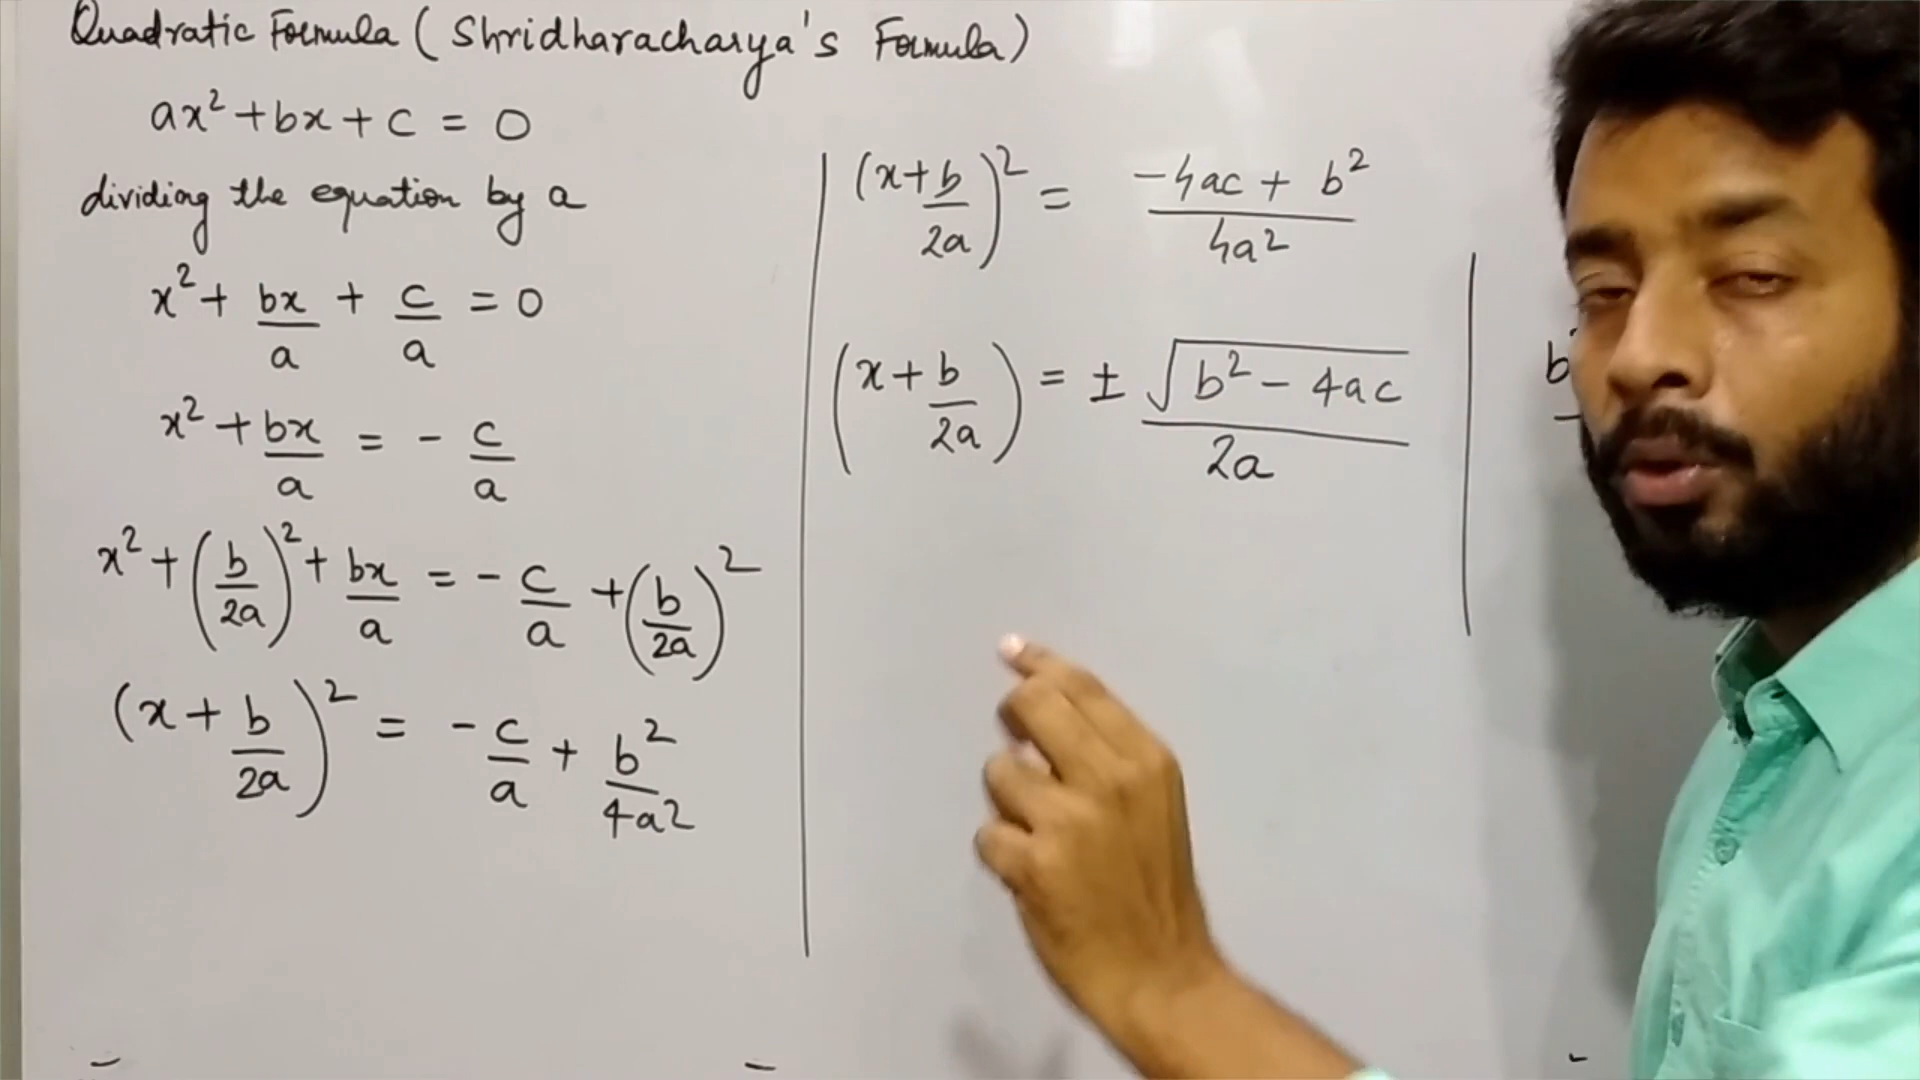 Quadratic Formula ( Shridharacharya's Formula)
ax² + bx + c = 0
dividing the equation by a
x² + bx/a + c/a = 0
x² + bx/a = - c/a
x² + (b/2a)² + bx/a = - c/a + (b/2a)²
(x + b/2a)² = - c/a + b²/4a²
(x + b/2a)² = (-4ac + b²)/4a²
(x + b/2a) = ± √(b² - 4ac)/2a
b